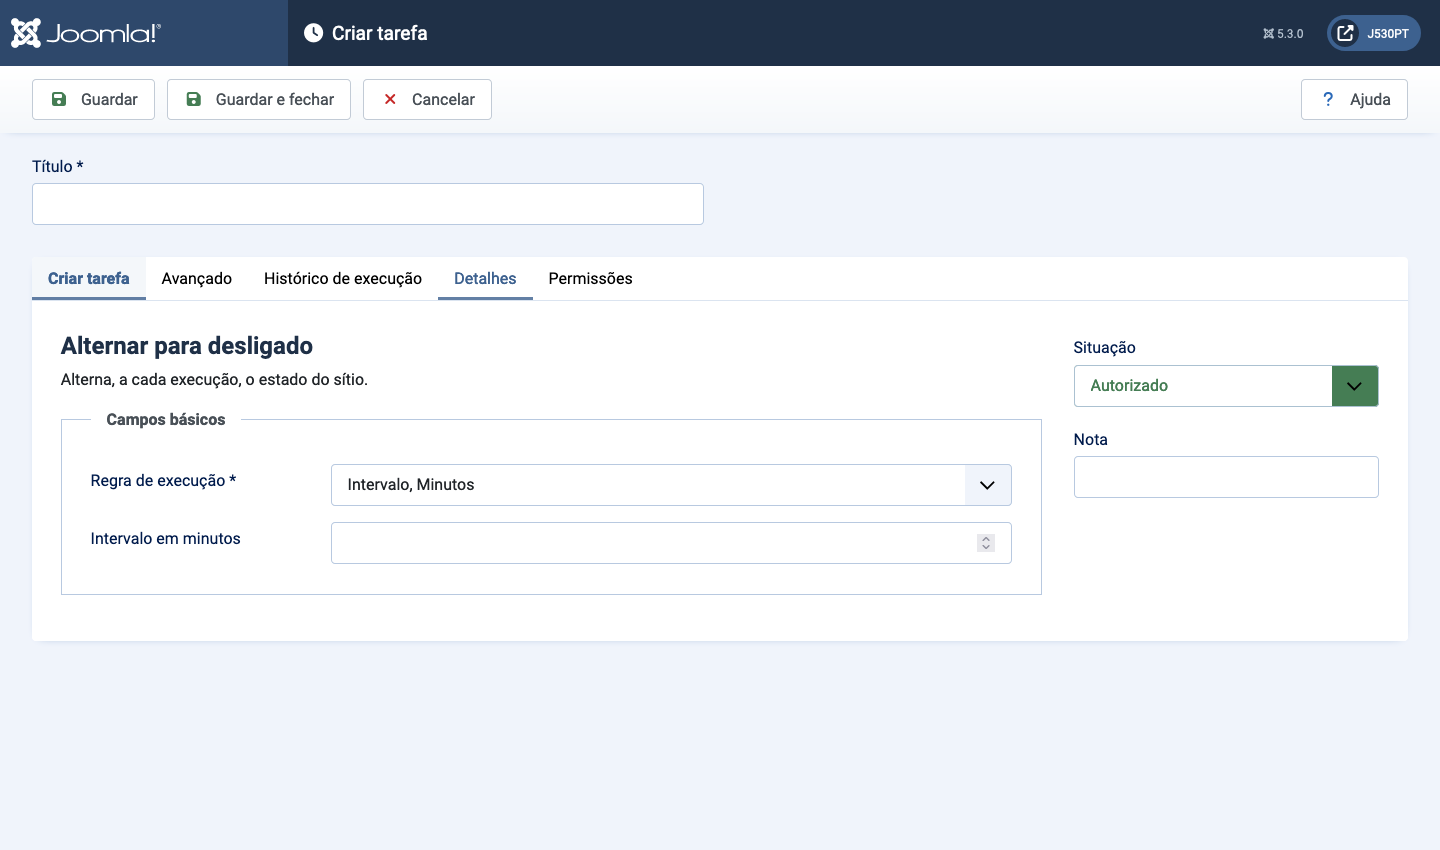 Joomla!®
Criar tarefa
5.3.0
J530PT
Guardar
Guardar e fechar
Cancelar
? Ajuda
Título *
Criar tarefa
Avançado
Histórico de execução
Detalhes
Permissões
Alternar para desligado
Alterna, a cada execução, o estado do sítio.
Campos básicos
Regra de execução *
Intervalo, Minutos
Intervalo em minutos
Situação
Autorizado
Nota